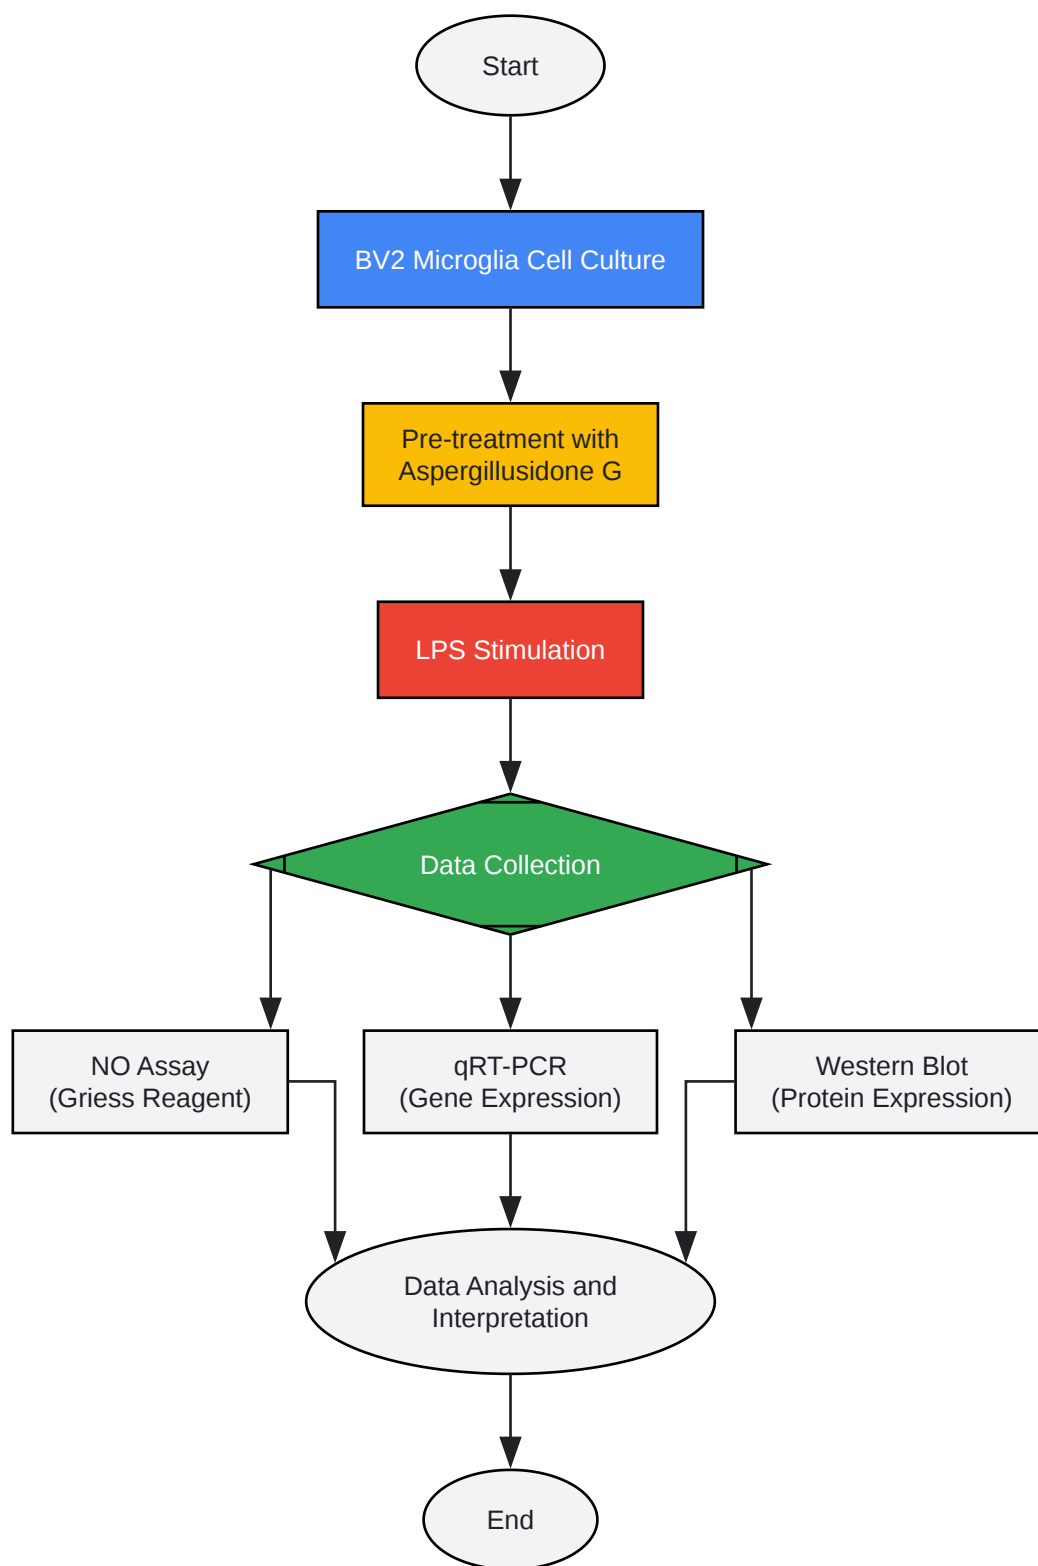 Start
BV2 Microglia Cell Culture
Pre-treatment with
Aspergillusidone G
LPS Stimulation
Data Collection
NO Assay
(Griess Reagent)
qRT-PCR
(Gene Expression)
Western Blot
(Protein Expression)
Data Analysis and
Interpretation
End